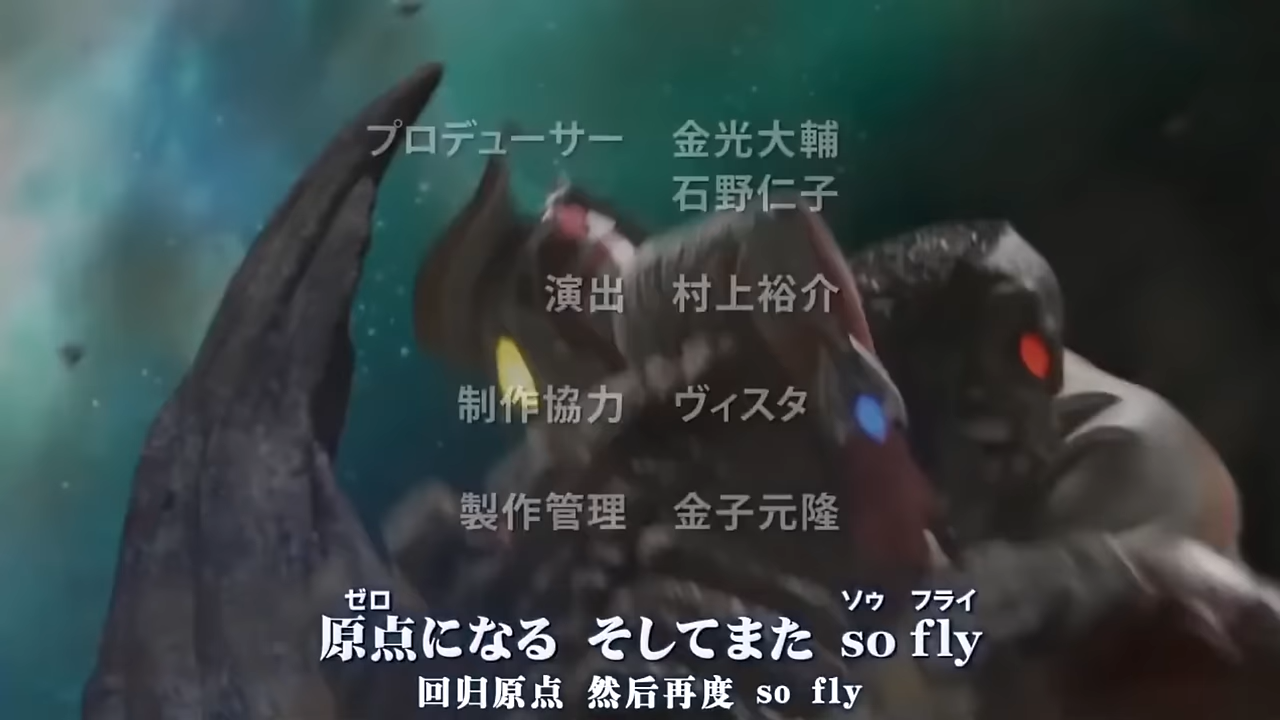 プロデューサー 金光大輔
石野仁子
演出 村上裕介
制作協力 ヴィスタ
製作管理 金子元隆
ゼロ ソゥ フライ
原点になる そしてまた so fly
回归原点 然后再度 so fly